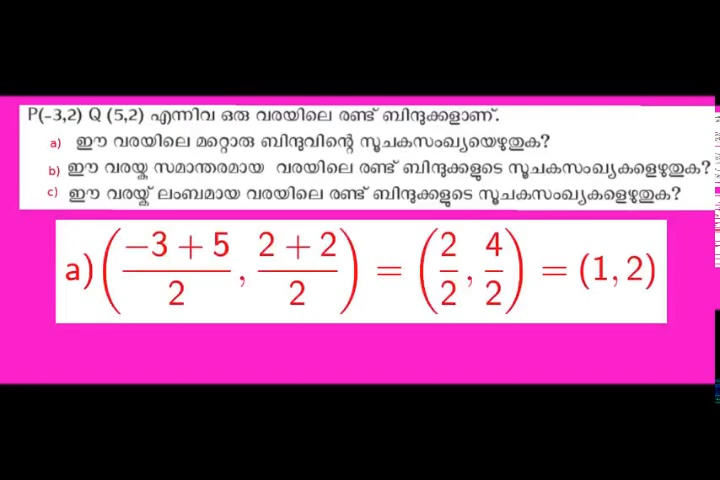 P(-3,2) Q (5,2) എന്നിവ ഒരു വരയിലെ രണ്ട് ബിന്ദുക്കളാണ്.
a) ഈ വരയിലെ മറ്റൊരു ബിന്ദുവിന്റെ സൂചകസംഖ്യയെഴുതുക?
b) ഈ വരയ്ക്കു സമാന്തരമായ വരയിലെ രണ്ട് ബിന്ദുക്കളുടെ സൂചകസംഖ്യകളെഴുതുക?
c) ഈ വരയ്ക്ക് ലംബമായ വരയിലെ രണ്ട് ബിന്ദുക്കളുടെ സൂചകസംഖ്യകളെഴുതുക?
a) ((−3 + 5)/2, (2 + 2)/2) = (2/2, 4/2) = (1, 2)